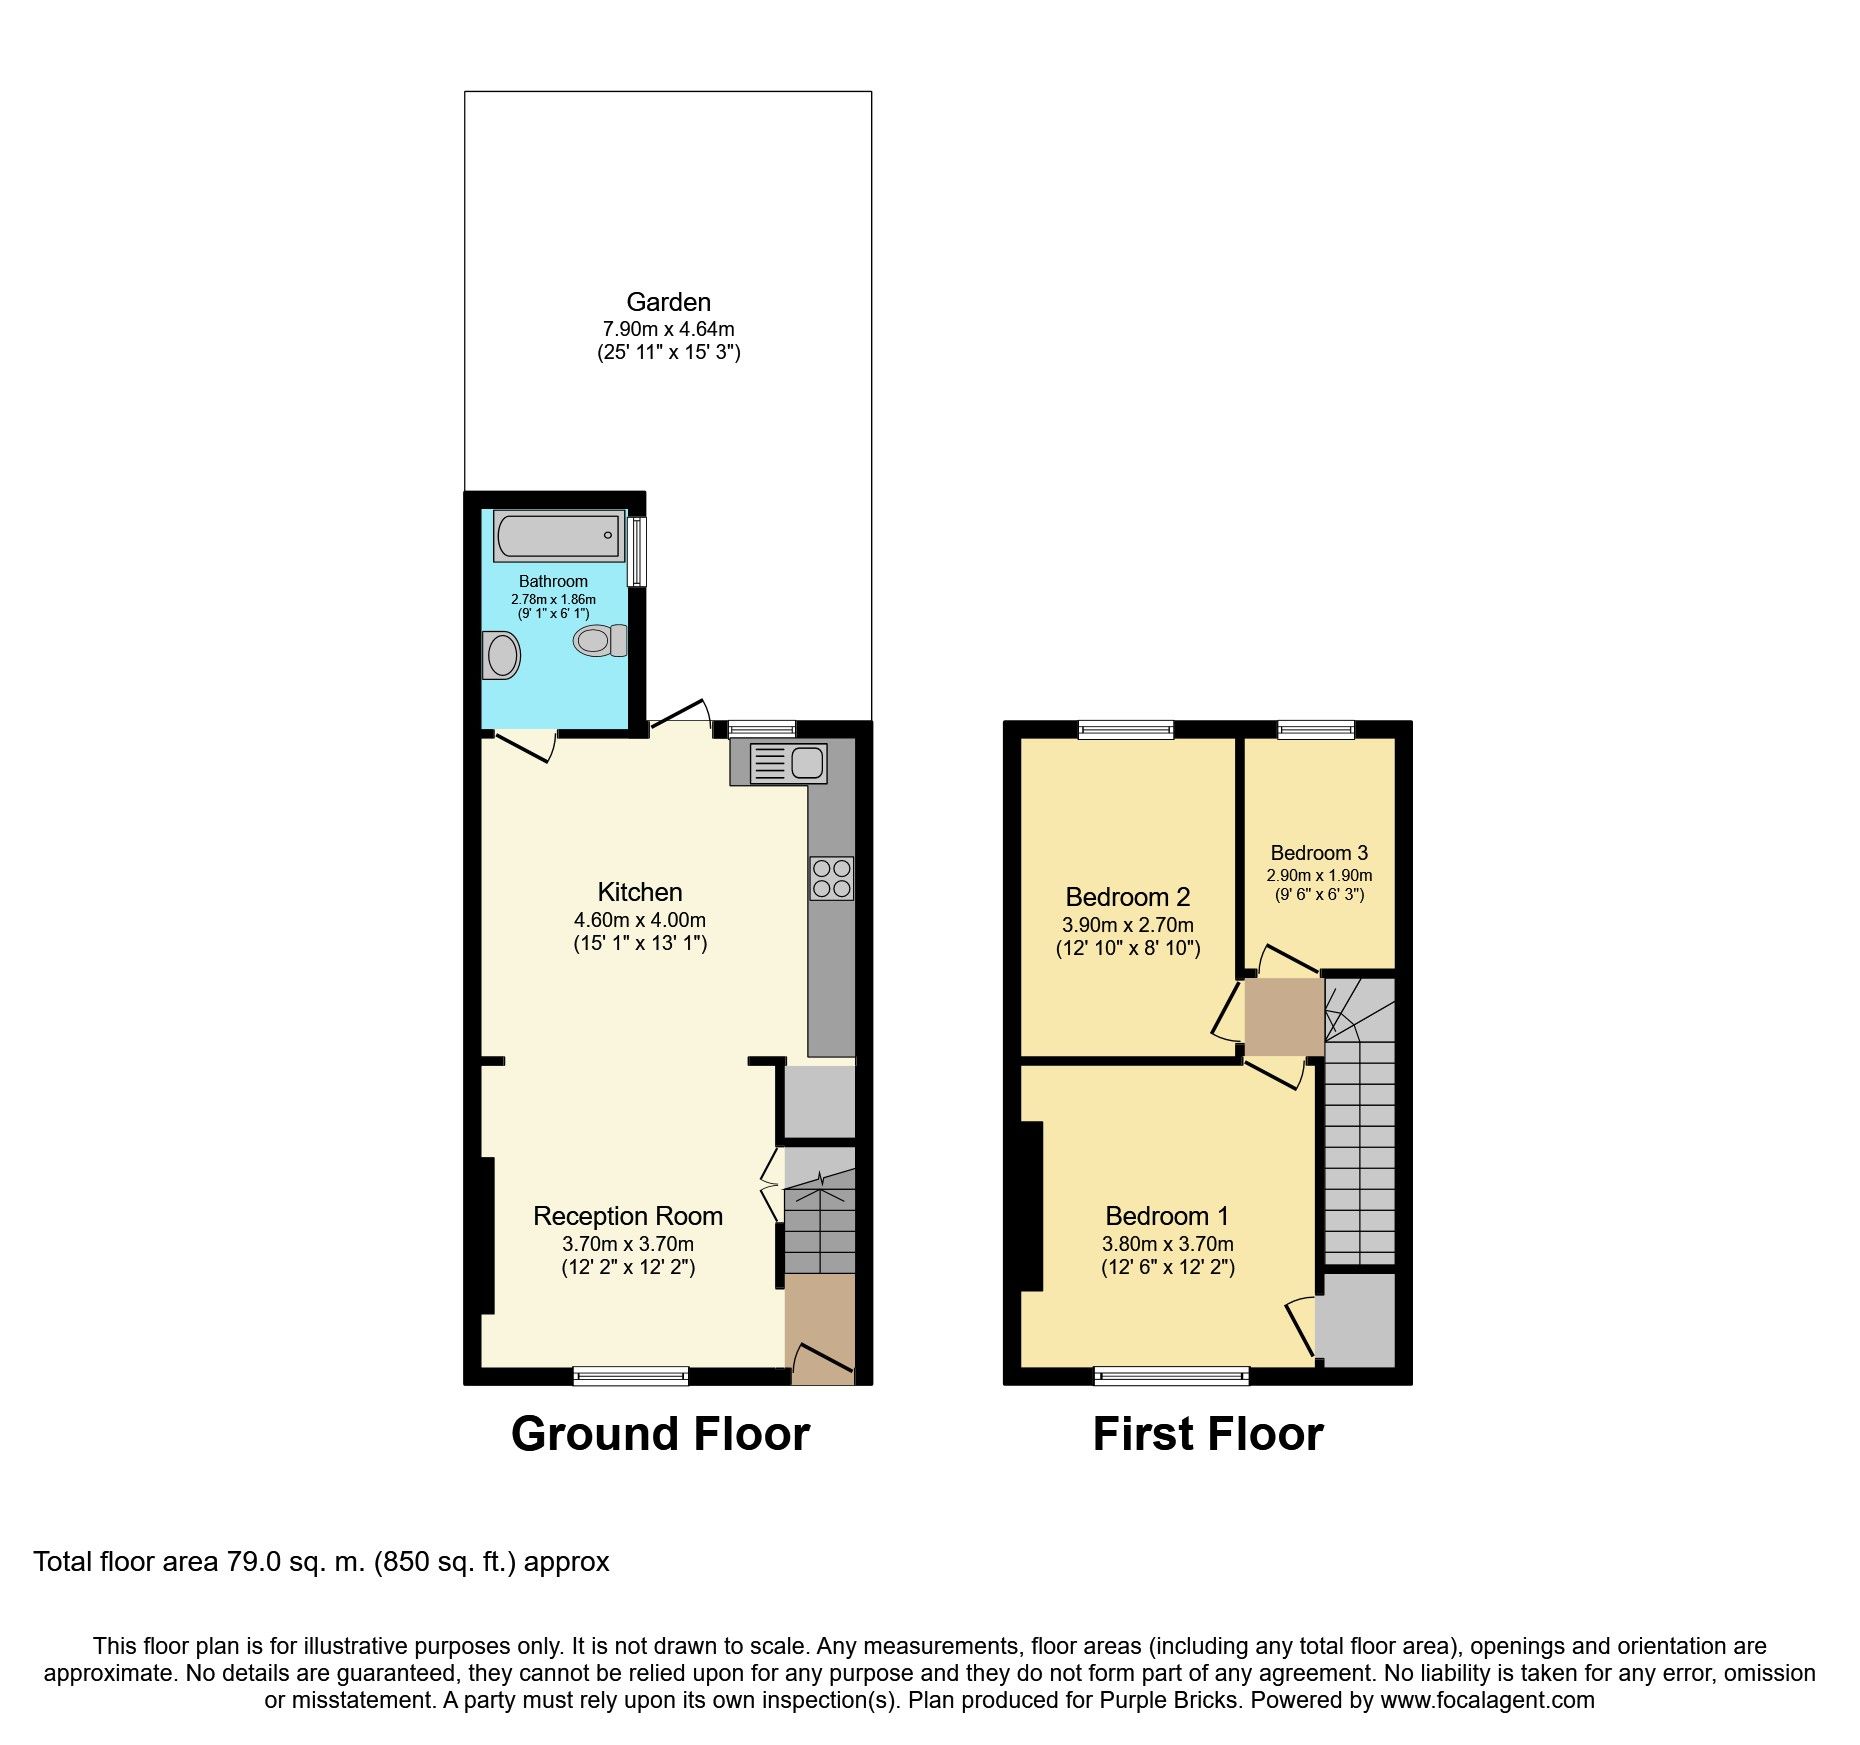 Garden
7.90m x 4.64m
(25' 11" x 15' 3")
Bathroom
2.78m x 1.86m
(9' 1" x 6' 1")
Kitchen
4.60m x 4.00m
(15' 1" x 13' 1")
Reception Room
3.70m x 3.70m
(12' 2" x 12' 2")
Ground Floor
Bedroom 2
3.90m x 2.70m
(12' 10" x 8' 10")
Bedroom 3
2.90m x 1.90m
(9' 6" x 6' 3")
Bedroom 1
3.80m x 3.70m
(12' 6" x 12' 2")
First Floor
Total floor area 79.0 sq. m. (850 sq. ft.) approx
This floor plan is for illustrative purposes only. It is not drawn to scale. Any measurements, floor areas (including any total floor area), openings and orientation are
approximate. No details are guaranteed, they cannot be relied upon for any purpose and they do not form part of any agreement. No liability is taken for any error, omission
or misstatement. A party must rely upon its own inspection(s). Plan produced for Purple Bricks. Powered by www.focalagent.com